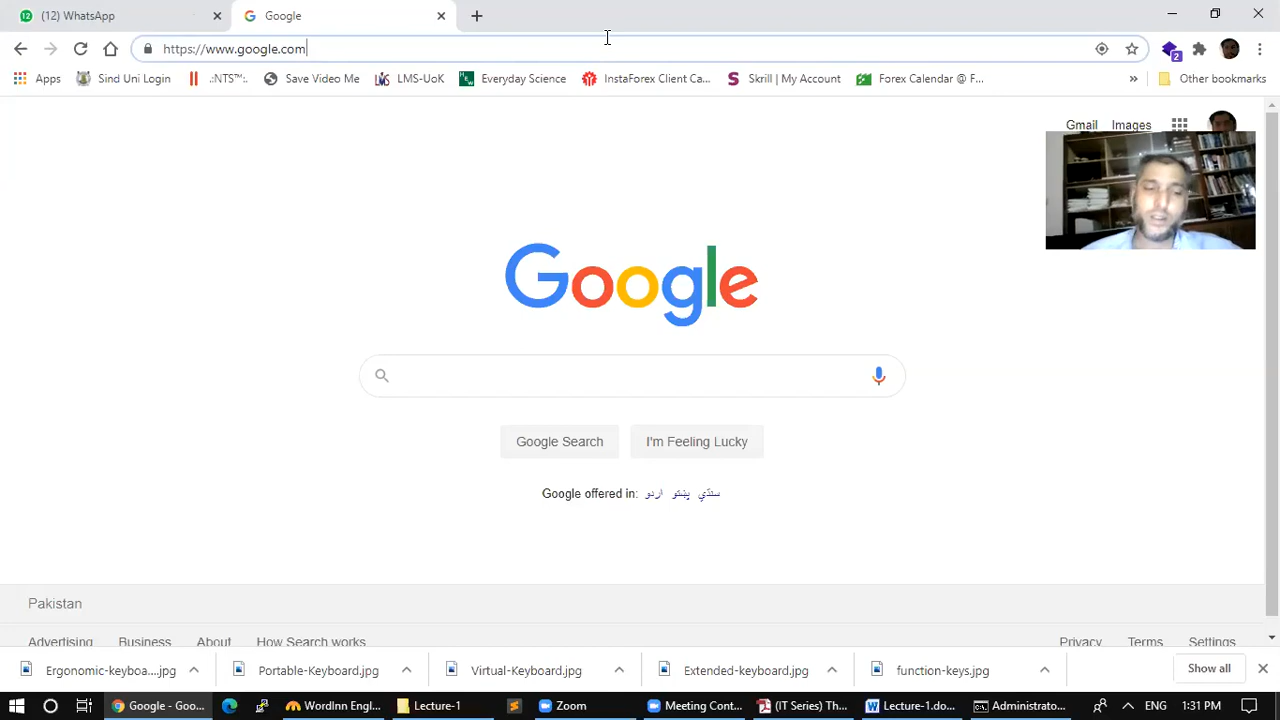 (12) WhatsApp
Google
https://www.google.com
2
Apps
Sind Uni Login
.:NTS™:.
Save Video Me
LMS-UoK
Everyday Science
InstaForex Client Ca...
Skrill | My Account
Forex Calendar @ F...
»
Other bookmarks
Gmail
Images
Google
Google Search
I'm Feeling Lucky
Google offered in: اردو پښتو سنڌي
Pakistan
Advertising
Business
About
How Search works
Privacy
Terms
Settings
Ergonomic-keyboa....jpg
Portable-Keyboard.jpg
Virtual-Keyboard.jpg
Extended-keyboard.jpg
function-keys.jpg
Show all
Google - Goo...
WordInn Engl...
Lecture-1
Zoom
Meeting Cont...
(IT Series) Th...
Lecture-1.do...
Administrato...
ENG
1:31 PM